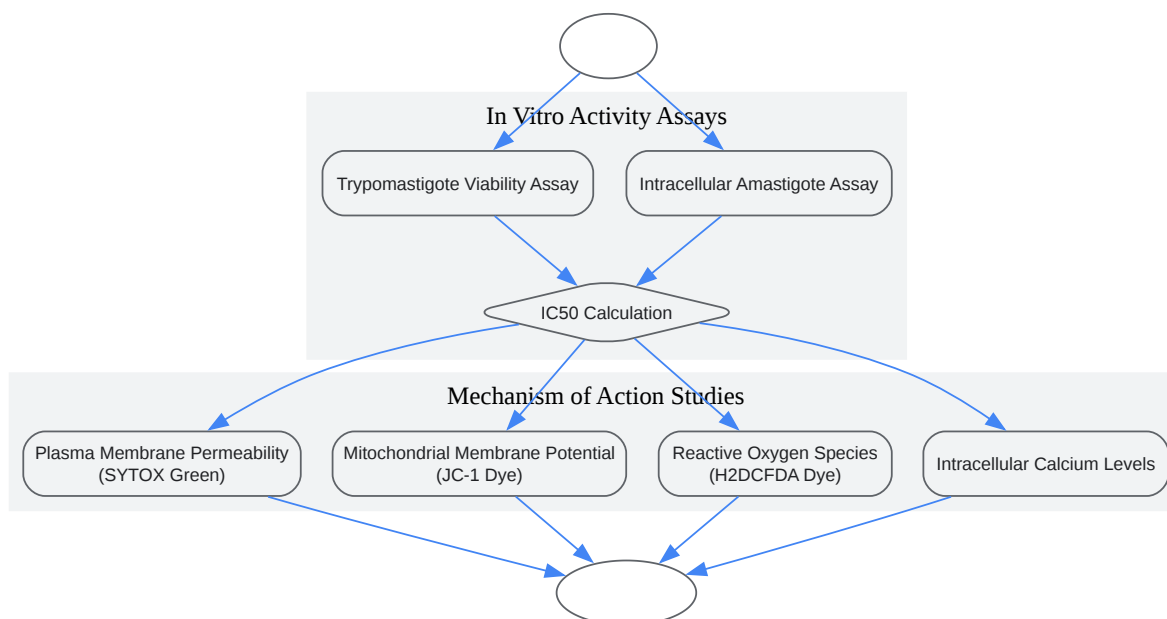 In Vitro Activity Assays
Trypomastigote Viability Assay
Intracellular Amastigote Assay
IC50 Calculation
Mechanism of Action Studies
Plasma Membrane Permeability
(SYTOX Green)
Mitochondrial Membrane Potential
(JC-1 Dye)
Reactive Oxygen Species
(H2DCFDA Dye)
Intracellular Calcium Levels